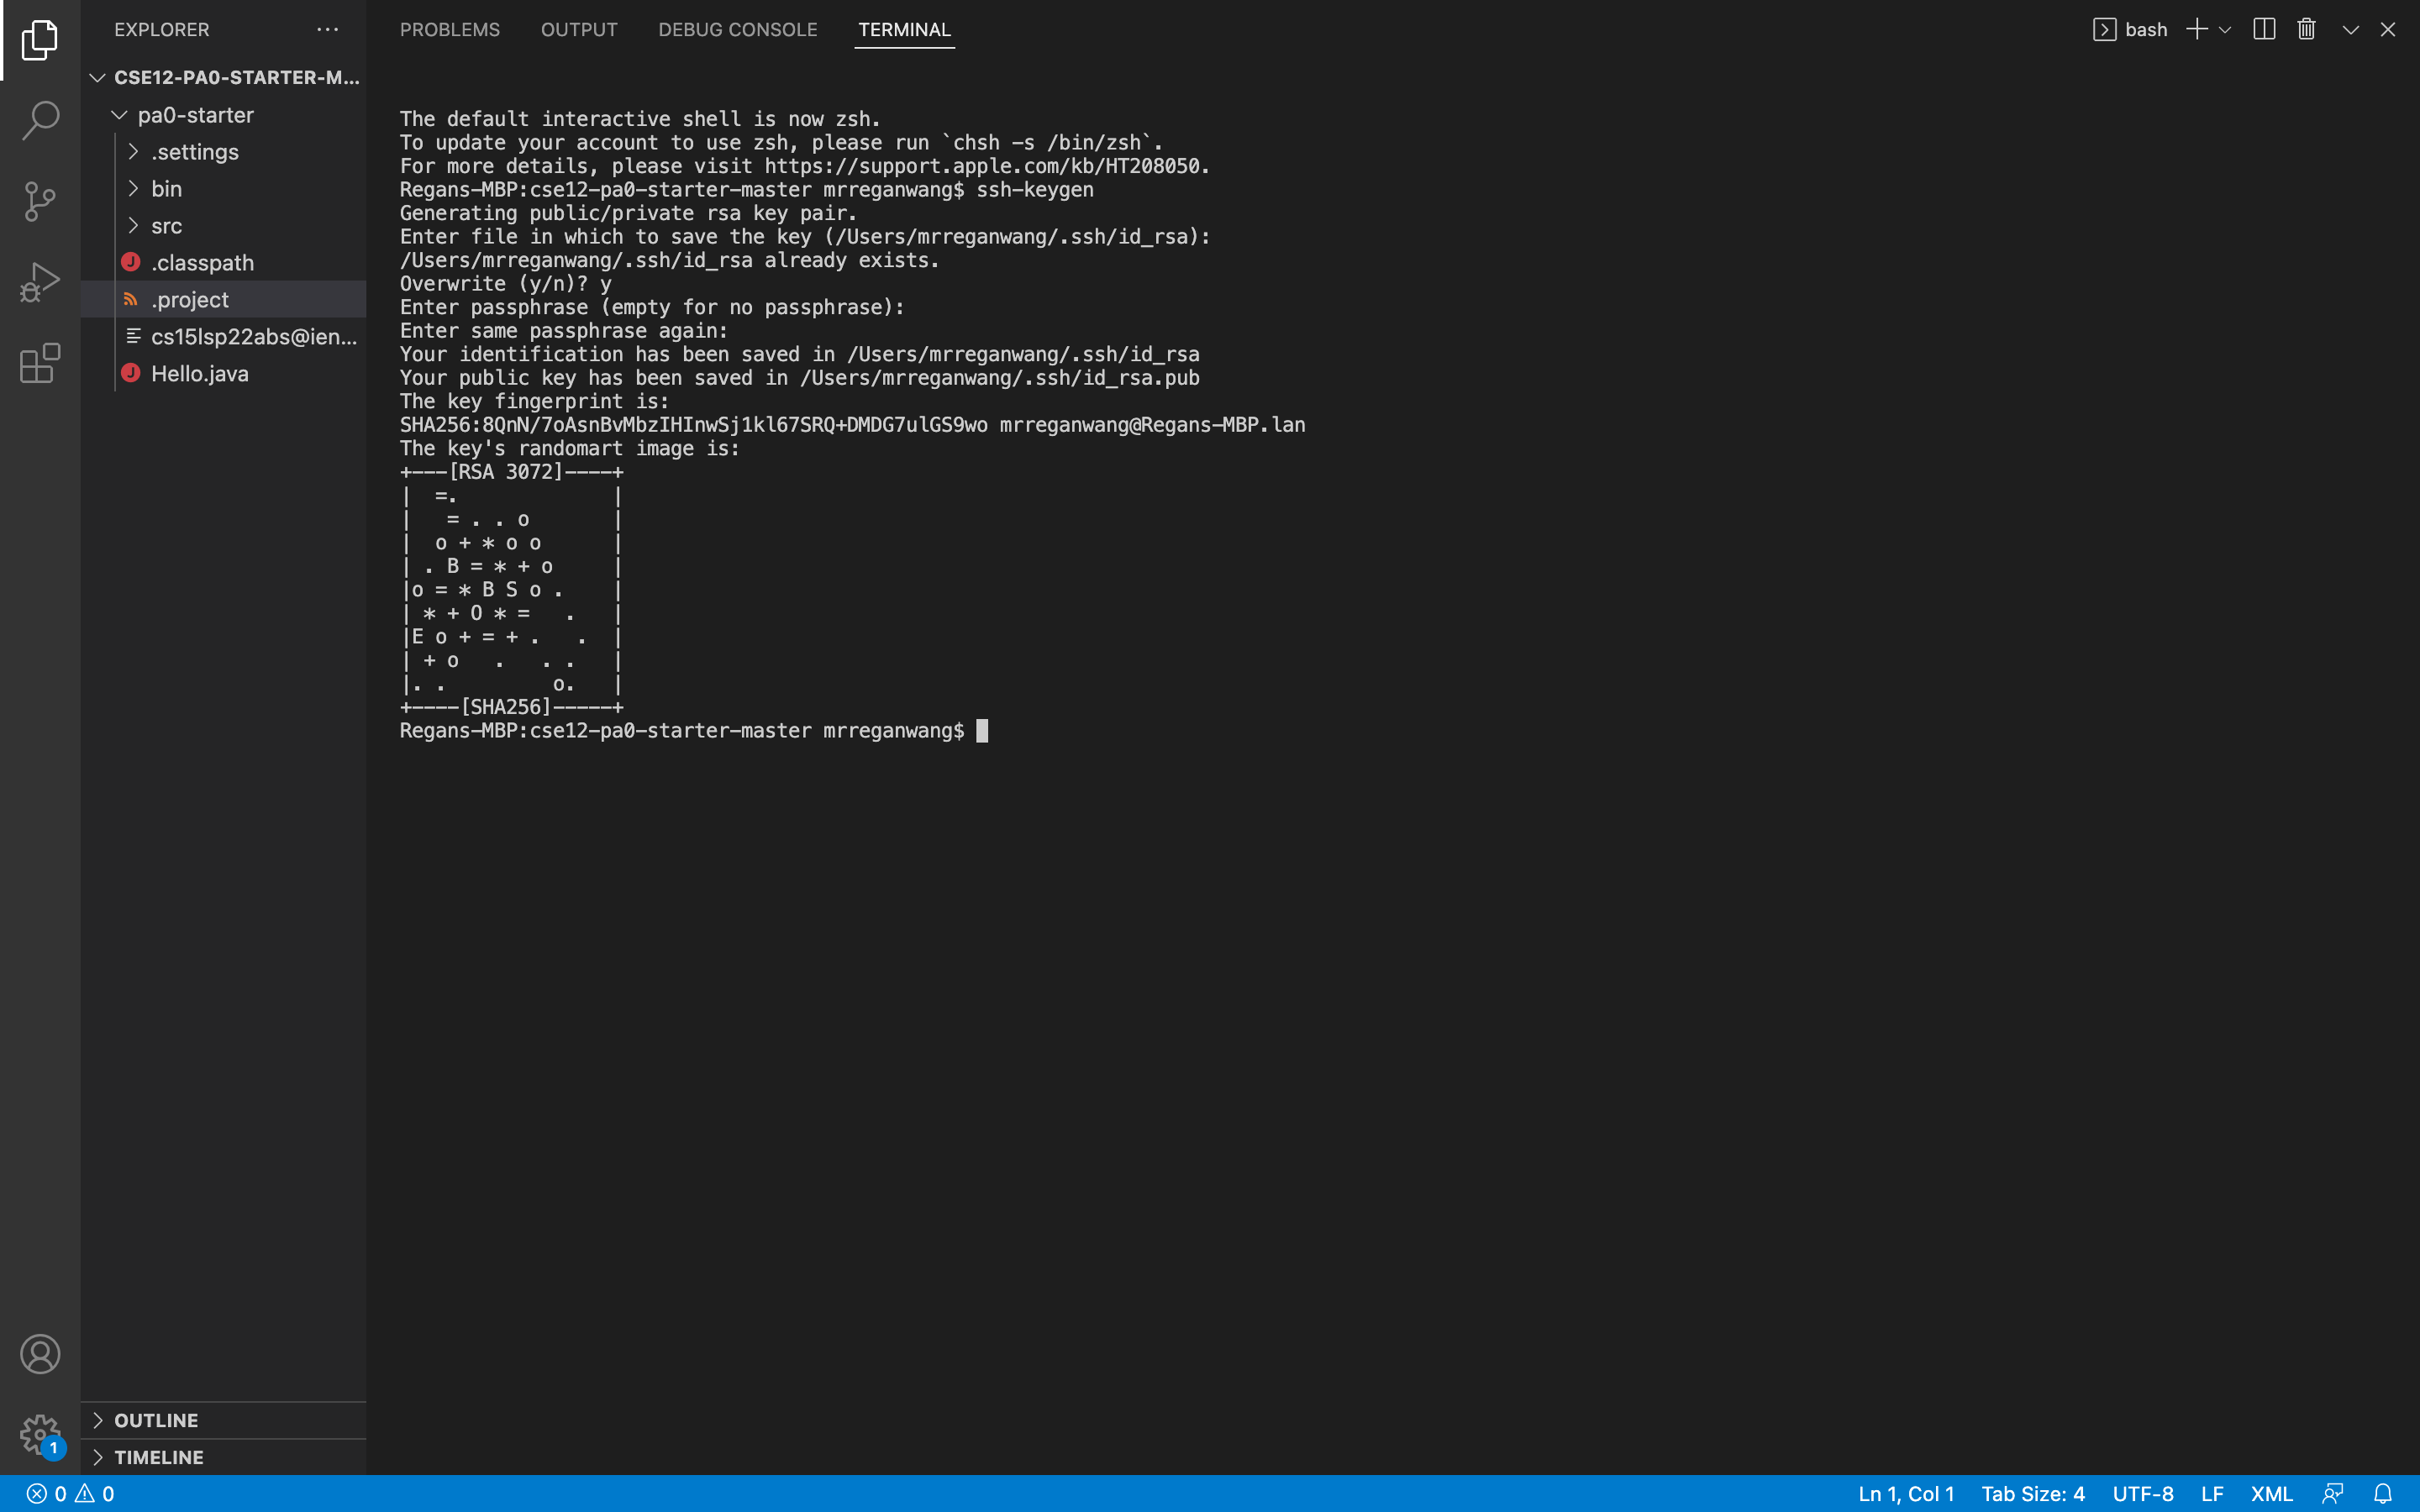 EXPLORER
CSE12-PA0-STARTER-M...
pa0-starter
.settings
bin
src
.classpath
.project
cs15lsp22abs@ien...
Hello.java
OUTLINE
TIMELINE
PROBLEMS OUTPUT DEBUG CONSOLE TERMINAL
bash
The default interactive shell is now zsh.
To update your account to use zsh, please run `chsh -s /bin/zsh`.
For more details, please visit https://support.apple.com/kb/HT208050.
Regans-MBP:cse12-pa0-starter-master mrreganwang$ ssh-keygen
Generating public/private rsa key pair.
Enter file in which to save the key (/Users/mrreganwang/.ssh/id_rsa):
/Users/mrreganwang/.ssh/id_rsa already exists.
Overwrite (y/n)? y
Enter passphrase (empty for no passphrase):
Enter same passphrase again:
Your identification has been saved in /Users/mrreganwang/.ssh/id_rsa
Your public key has been saved in /Users/mrreganwang/.ssh/id_rsa.pub
The key fingerprint is:
SHA256:8QnN/7oAsnBvMbzIHInwSj1kl67SRQ+DMDG7ulGS9wo mrreganwang@Regans-MBP.lan
The key's randomart image is:
+---[RSA 3072]----+
|  =.             |
|   = . . o       |
|  o + * o o      |
| . B = * + o     |
|o = * B S o .    |
| * + O * =   .   |
|E o + = + .   .  |
| + o   .   . .   |
|. .         o.   |
+----[SHA256]-----+
Regans-MBP:cse12-pa0-starter-master mrreganwang$
1
0 0
Ln 1, Col 1 Tab Size: 4 UTF-8 LF XML